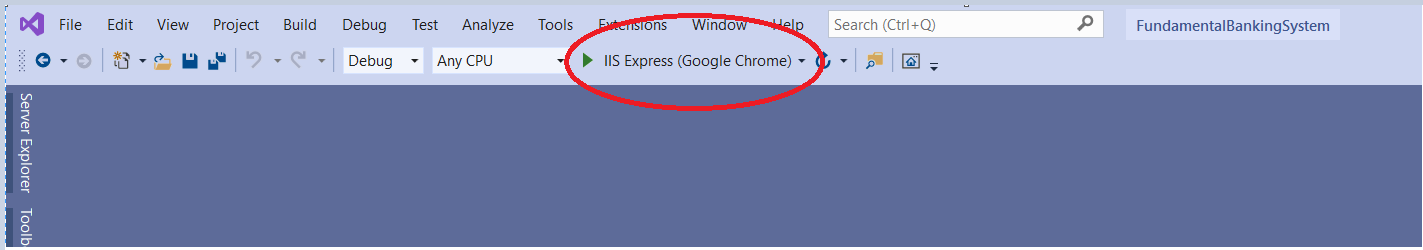 File Edit View Project Build Debug Test Analyze Tools Extensions Window Help Search (Ctrl+Q) FundamentalBankingSystem
Debug Any CPU IIS Express (Google Chrome)
Server Explorer
Toolb